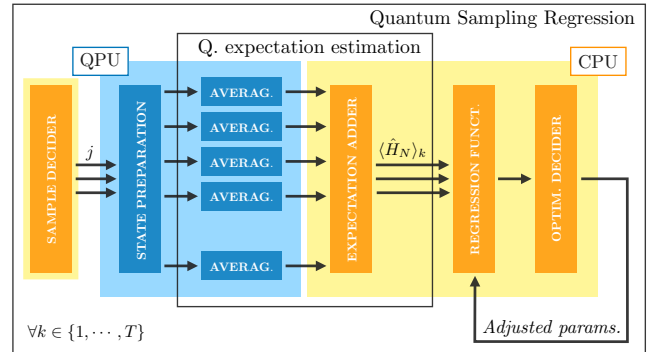 Quantum Sampling Regression
Q. expectation estimation
QPU
CPU
SAMPLE DECIDER
j
STATE PREPARATION
AVERAG.
AVERAG.
AVERAG.
AVERAG.
AVERAG.
EXPECTATION ADDER
⟨Ĥ_N⟩_k
REGRESSION FUNCT.
OPTIM. DECIDER
Adjusted params.
∀k ∈ {1, ··· , T}